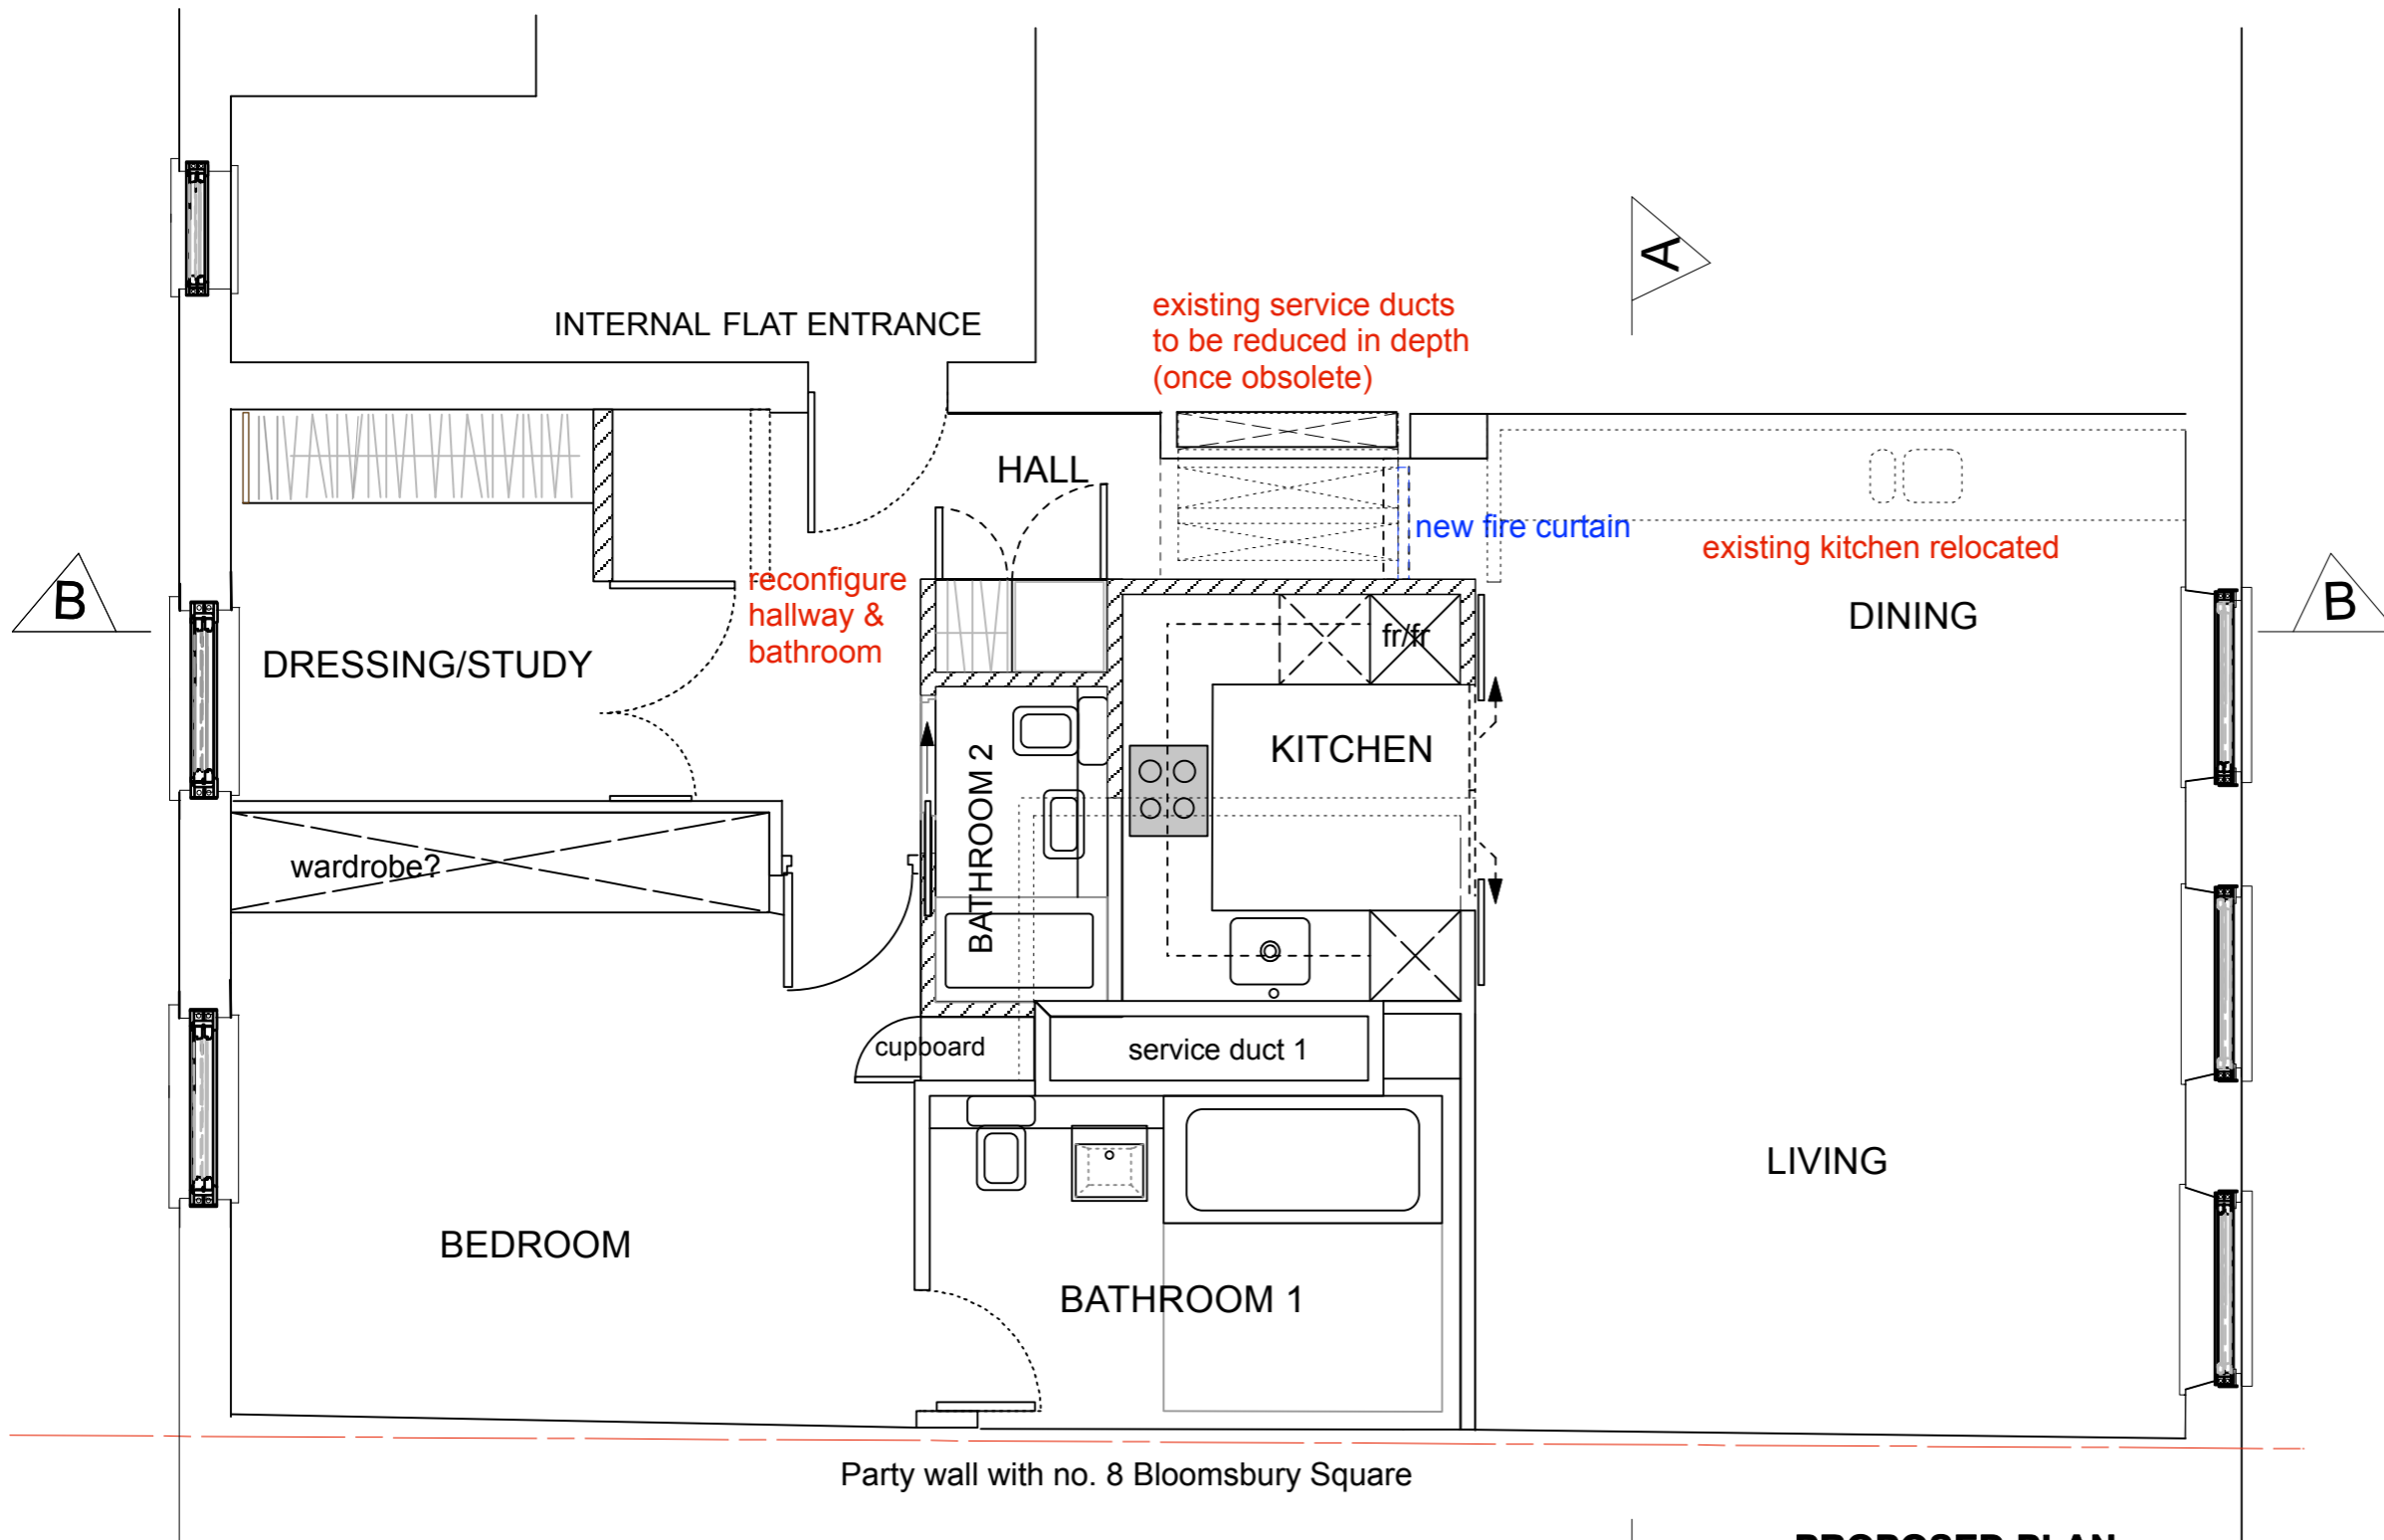 INTERNAL FLAT ENTRANCE
existing service ducts
to be reduced in depth
(once obsolete)
A
HALL
new fire curtain
existing kitchen relocated
B
reconfigure
hallway &
bathroom
DRESSING/STUDY
fr/fr
DINING
B
KITCHEN
BATHROOM 2
wardrobe?
cupboard
service duct 1
LIVING
BEDROOM
BATHROOM 1
Party wall with no. 8 Bloomsbury Square
PROPOSED PLAN